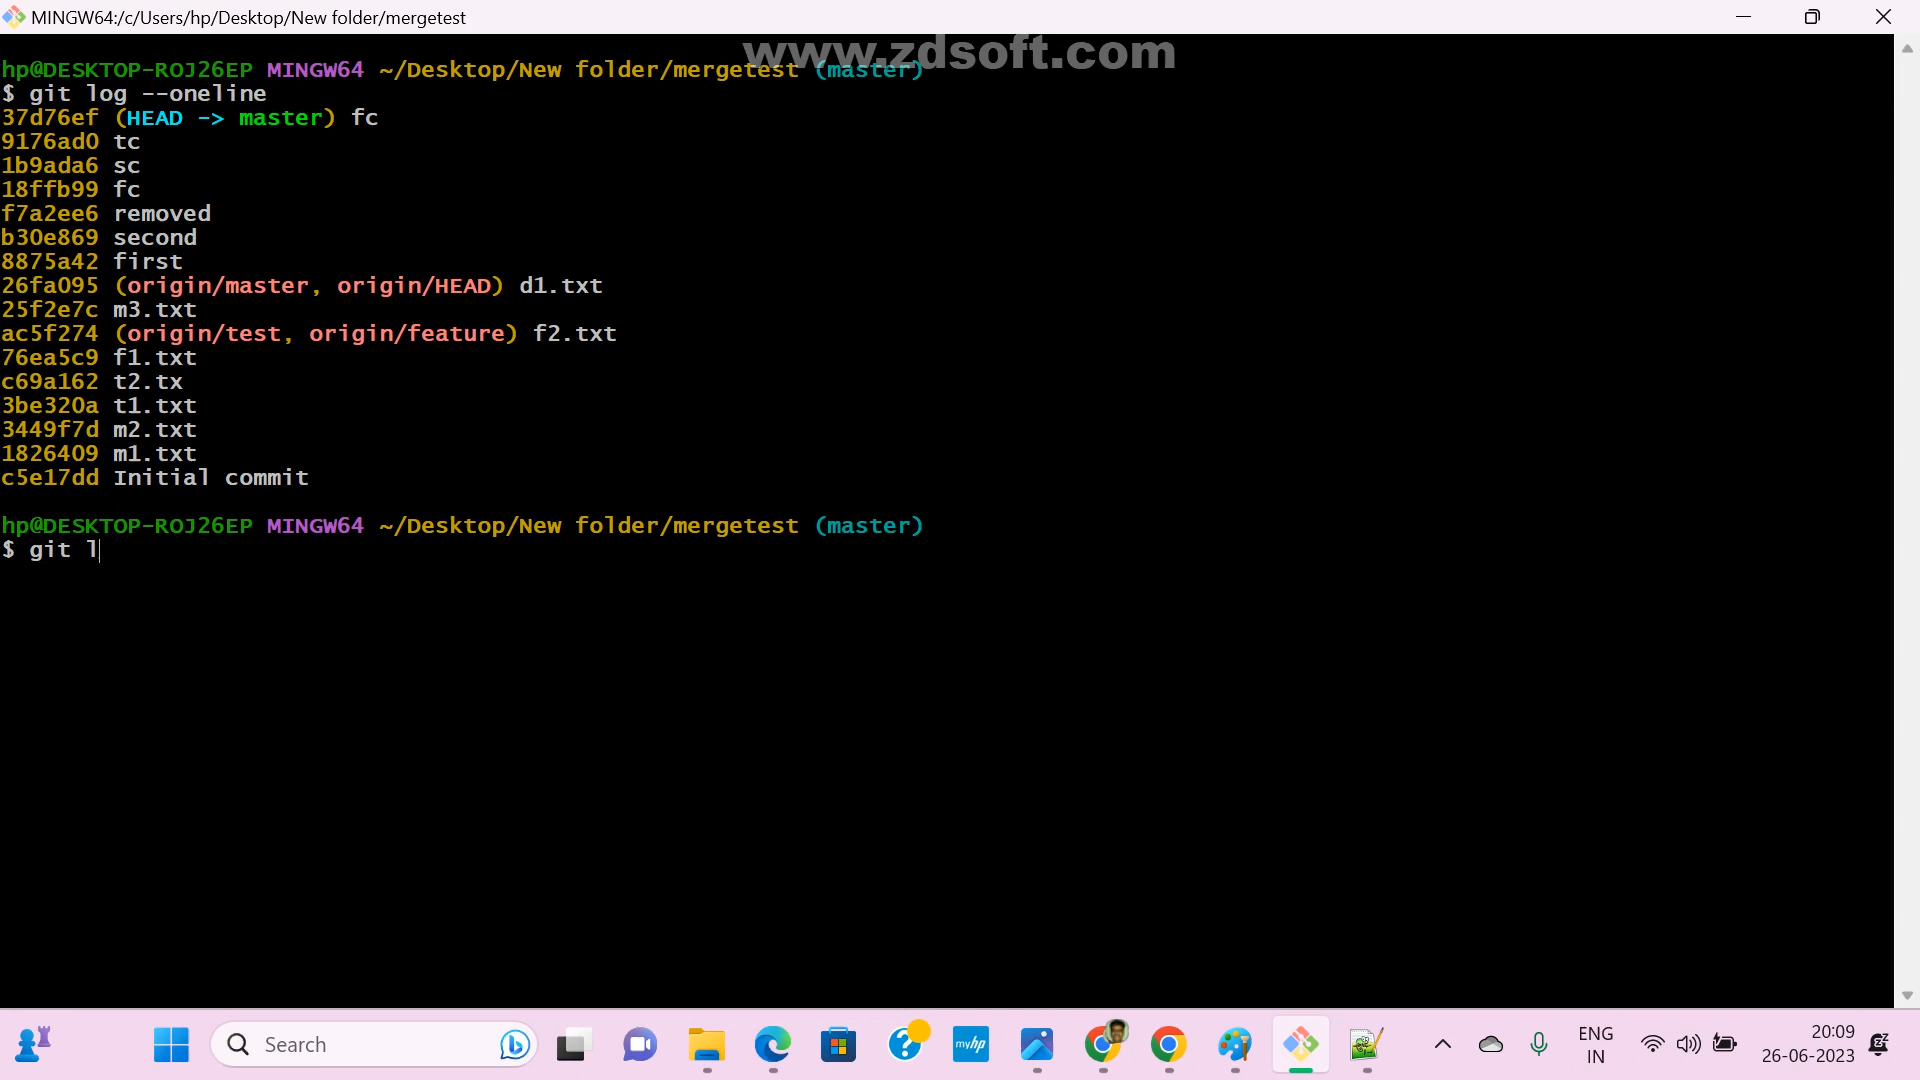 MINGW64:/c/Users/hp/Desktop/New folder/mergetest
www.zdsoft.com
hp@DESKTOP-ROJ26EP MINGW64 ~/Desktop/New folder/mergetest (master)
$ git log --oneline
37d76ef (HEAD -> master) fc
9176ad0 tc
1b9ada6 sc
18ffb99 fc
f7a2ee6 removed
b30e869 second
8875a42 first
26fa095 (origin/master, origin/HEAD) d1.txt
25f2e7c m3.txt
ac5f274 (origin/test, origin/feature) f2.txt
76ea5c9 f1.txt
c69a162 t2.tx
3be320a t1.txt
3449f7d m2.txt
1826409 m1.txt
c5e17dd Initial commit
hp@DESKTOP-ROJ26EP MINGW64 ~/Desktop/New folder/mergetest (master)
$ git l
Search
myhp
ENG
IN
20:09
26-06-2023